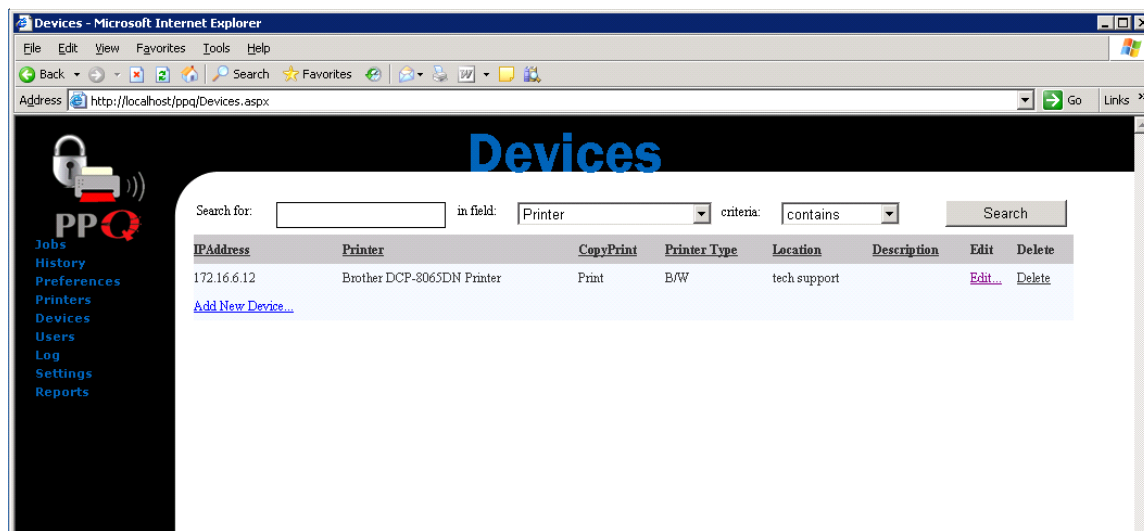 Devices - Microsoft Internet Explorer
File Edit View Favorites Tools Help
Back Search Favorites
Address http://localhost/ppq/Devices.aspx Go Links »
Devices
PPQ
Search for: in field: Printer criteria: contains Search
Jobs
History
Preferences
Printers
Devices
Users
Log
Settings
Reports
IPAddress Printer CopyPrint Printer Type Location Description Edit Delete
172.16.6.12 Brother DCP-8065DN Printer Print B/W tech support Edit... Delete
Add New Device...